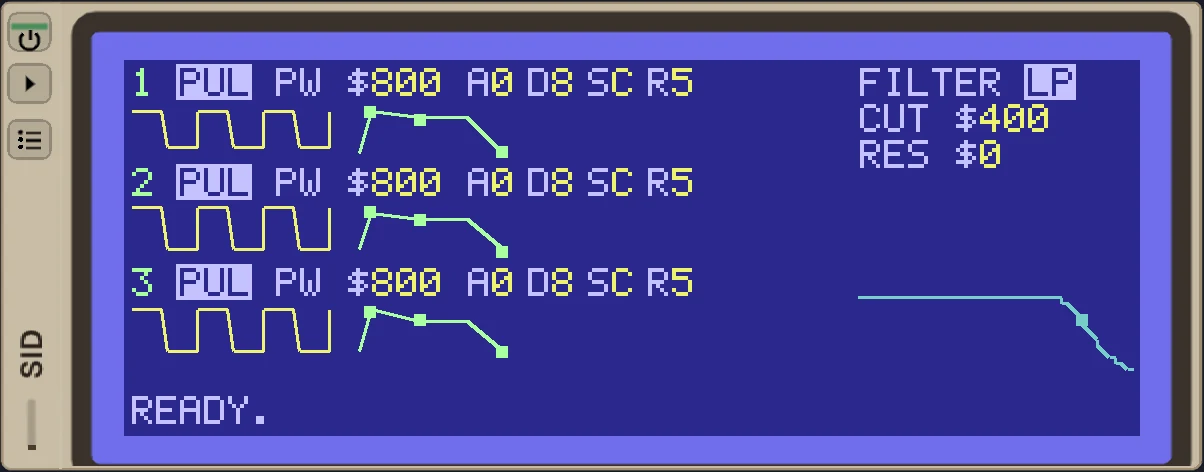 1 PUL PW $800 A0 D8 SC R5
FILTER LP
CUT $400
RES $0
2 PUL PW $800 A0 D8 SC R5
3 PUL PW $800 A0 D8 SC R5
READY.
SID